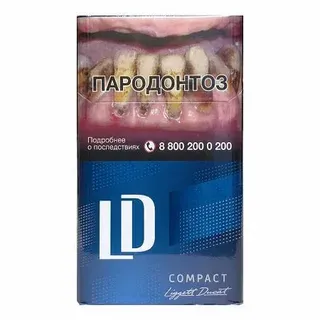 ПАРОДОНТОЗ
Подробнее
о последствиях
8 800 200 0 200
LD
COMPACT
Liggett Ducat